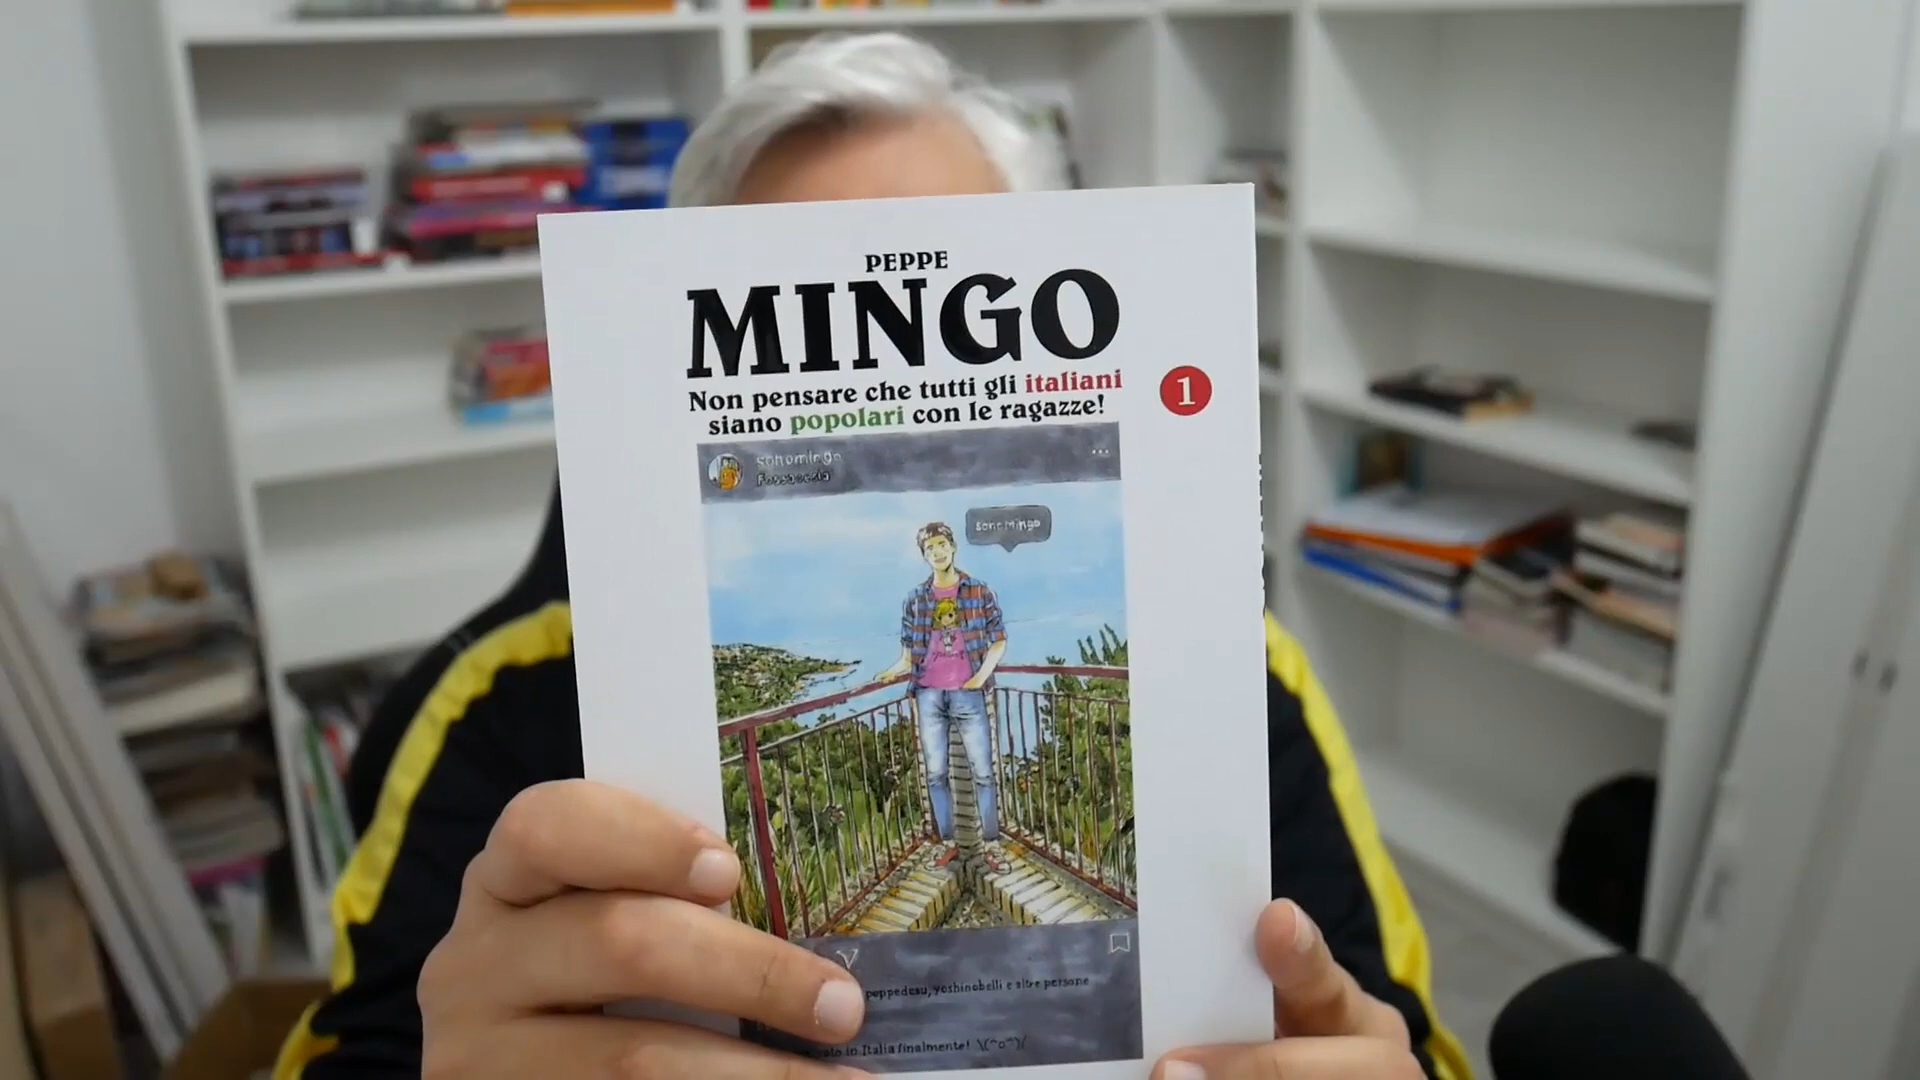 PEPPE
MINGO
Non pensare che tutti gli italiani
siano popolari con le ragazze!
1
sonomingo
Fossacesia
sonomingo
peppedesu, yoshinobelli e altre persone
in Italia finalmente! \(^o^)/